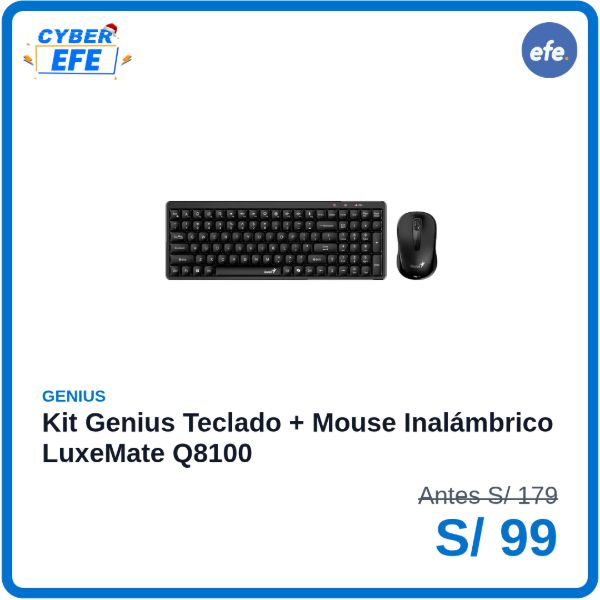 CYBER
EFE
efe.
GENIUS
Kit Genius Teclado + Mouse Inalámbrico
LuxeMate Q8100
Antes S/ 179
S/ 99